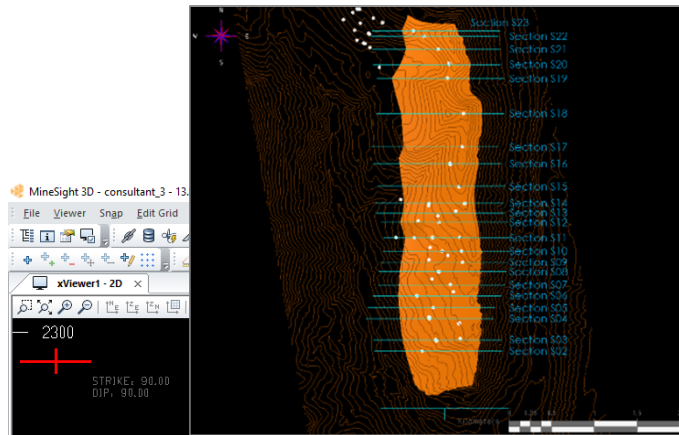 Section S23
N
W
E
S
Section S22
Section S21
Section S20
Section S19
Section S18
Section S17
Section S16
Section S15
Section S14
Section S13
Section S12
Section S11
Section S10
Section S09
Section S08
Section S07
Section S06
Section S05
Section S04
Section S03
Section S02
MineSight 3D - consultant_3 - 13.
File Viewer Snap Edit Grid
xViewer1 - 2D
2300
STRIKE: 90.00
DIP: 90.00
Kilometers